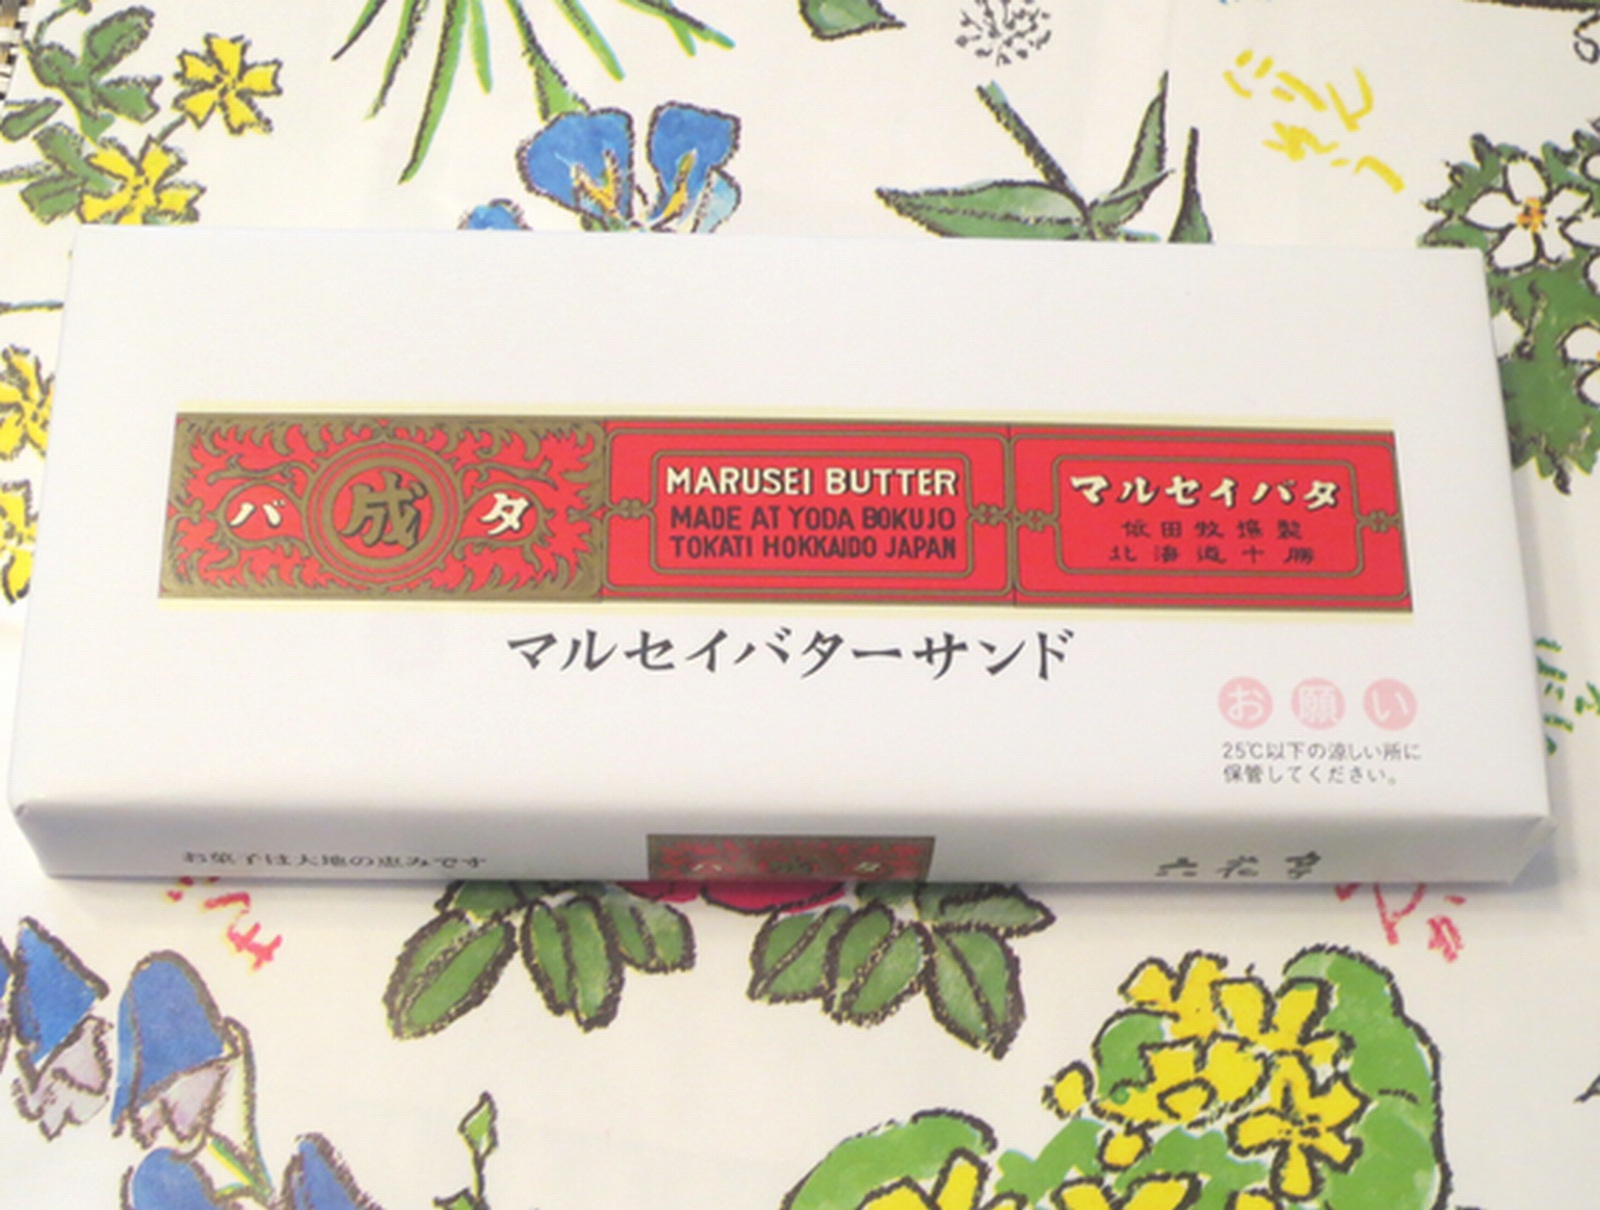 バ 成 タ
MARUSEI BUTTER
MADE AT YODA BOKUJO
TOKATI HOKKAIDO JAPAN
マルセイバタ
依田牧場製
北海道十勝
マルセイバターサンド
お願い
25℃以下の涼しい所に
保管してください。
お菓子は大地の恵みです
バ 成 タ
六花亭